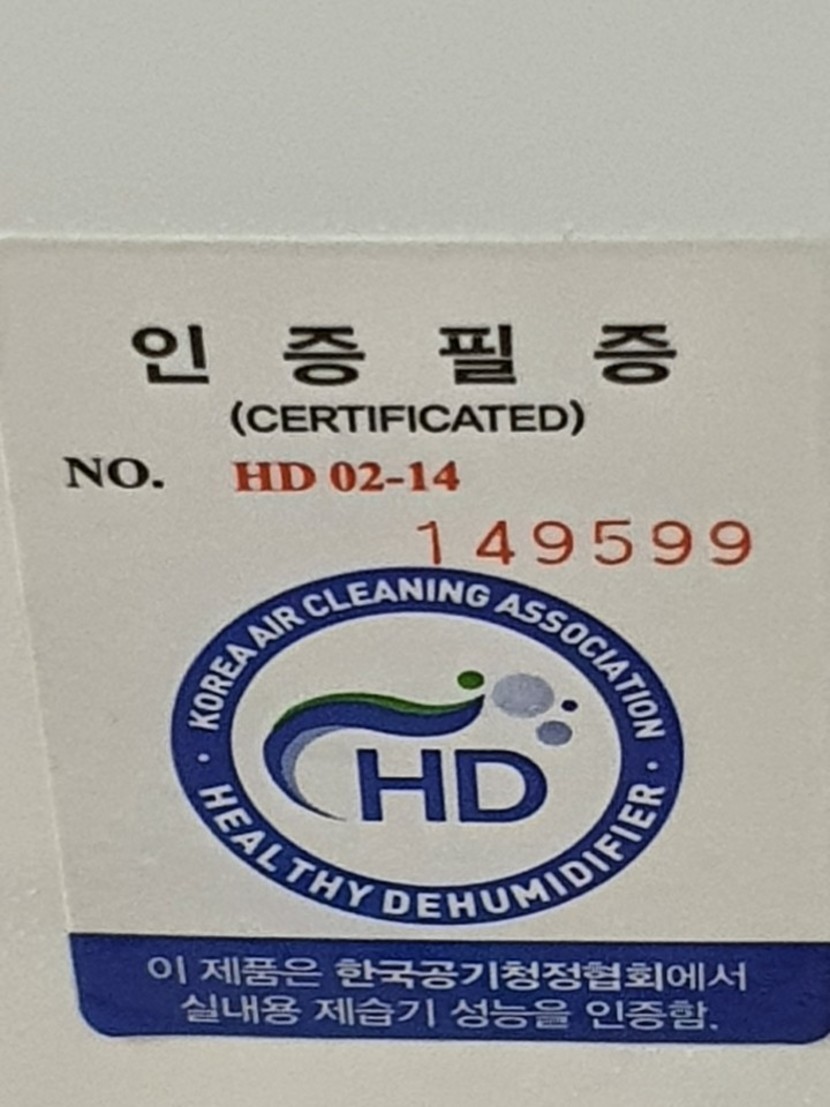 인증필증
(CERTIFICATED)
NO. HD 02-14
149599
KOREA AIR CLEANING ASSOCIATION
HD
· HEALTHY DEHUMIDIFIER ·
이 제품은 한국공기청정협회에서
실내용 제습기 성능을 인증함.